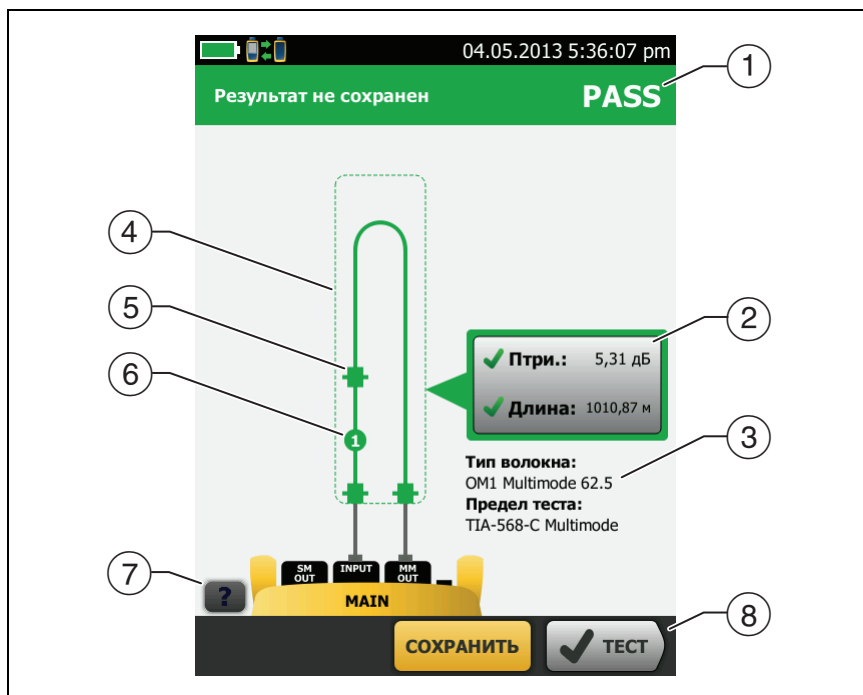 04.05.2013 5:36:07 pm
Результат не сохранен PASS
1
4
5
6
2
Птри.: 5,31 дБ
Длина: 1010,87 м
1
3
Тип волокна:
OM1 Multimode 62.5
Предел теста:
TIA-568-C Multimode
7
?
SM OUT
INPUT
MM OUT
MAIN
8
СОХРАНИТЬ
ТЕСТ